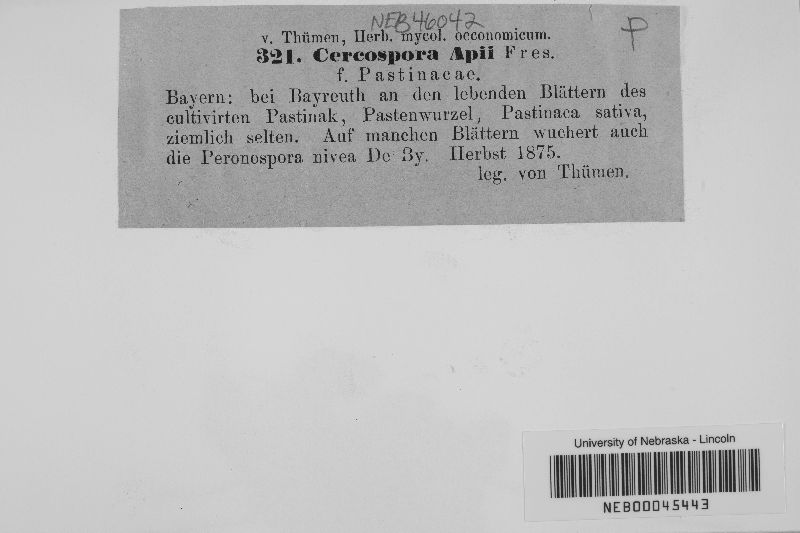 NEB46042
P
v. Thümen, Herb. mycol. oeconomicum.
321. Cercospora Apii Fres.
f. Pastinacae.
Bayern: bei Bayreuth an den lebenden Blättern des
cultivirten Pastinak, Pastenwurzel, Pastinaca sativa,
ziemlich selten. Auf manchen Blättern wuchert auch
die Peronospora nivea De By. Herbst 1875.
leg. von Thümen.
University of Nebraska - Lincoln
NEB00045443